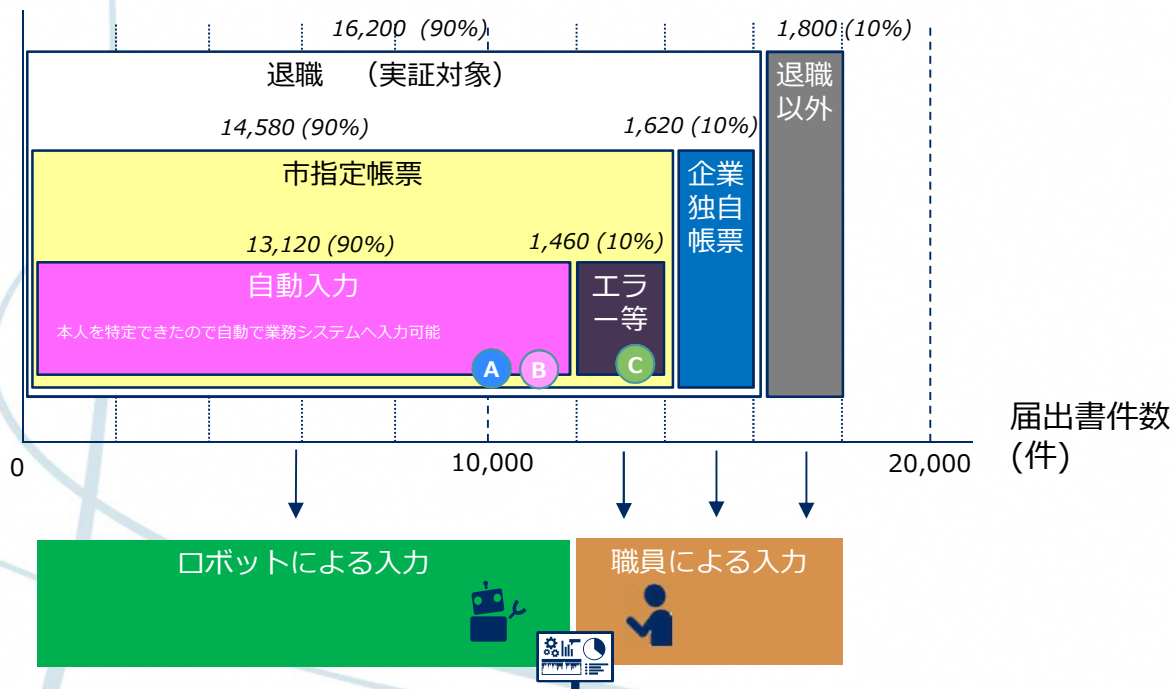 16,200 (90%)
1,800 (10%)
退職 （実証対象）
退職
以外
14,580 (90%)
1,620 (10%)
市指定帳票
企業
独自
帳票
13,120 (90%)
1,460 (10%)
自動入力
エラ
ー等
本人を特定できたので自動で業務システムへ入力可能
A
B
C
0
10,000
20,000
届出書件数
(件)
ロボットによる入力
職員による入力